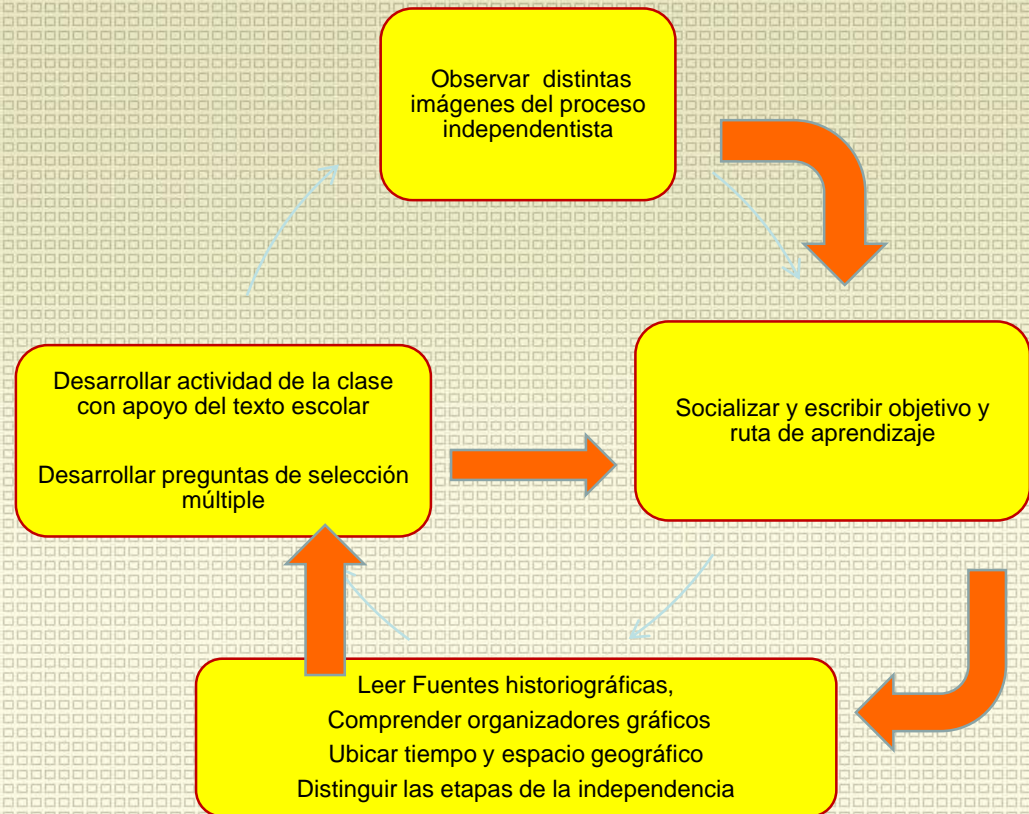 Observar distintas
imágenes del proceso
independentista
Socializar y escribir objetivo y
ruta de aprendizaje
Leer Fuentes historiográficas,
Comprender organizadores gráficos
Ubicar tiempo y espacio geográfico
Distinguir las etapas de la independencia
Desarrollar actividad de la clase
con apoyo del texto escolar
Desarrollar preguntas de selección
múltiple